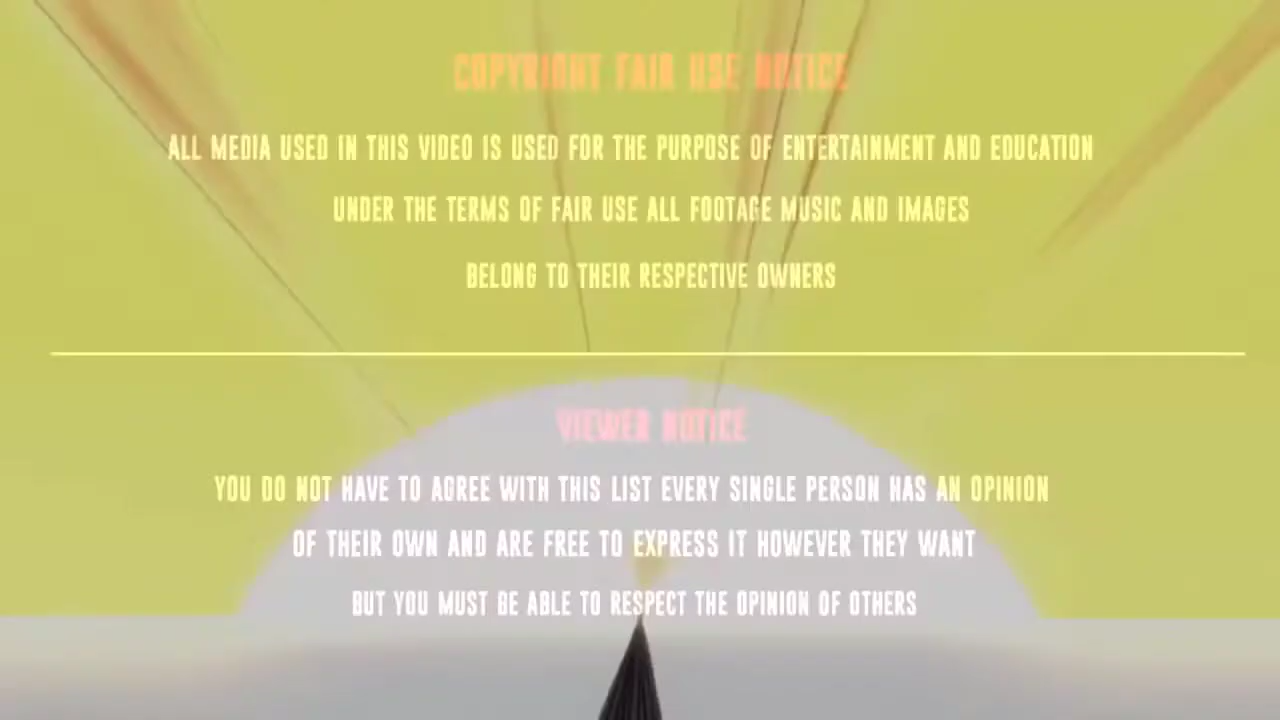 COPYRIGHT FAIR USE NOTICE
ALL MEDIA USED IN THIS VIDEO IS USED FOR THE PURPOSE OF ENTERTAINMENT AND EDUCATION
UNDER THE TERMS OF FAIR USE ALL FOOTAGE MUSIC AND IMAGES
BELONG TO THEIR RESPECTIVE OWNERS
VIEWER NOTICE
YOU DO NOT HAVE TO AGREE WITH THIS LIST EVERY SINGLE PERSON HAS AN OPINION
OF THEIR OWN AND ARE FREE TO EXPRESS IT HOWEVER THEY WANT
BUT YOU MUST BE ABLE TO RESPECT THE OPINION OF OTHERS